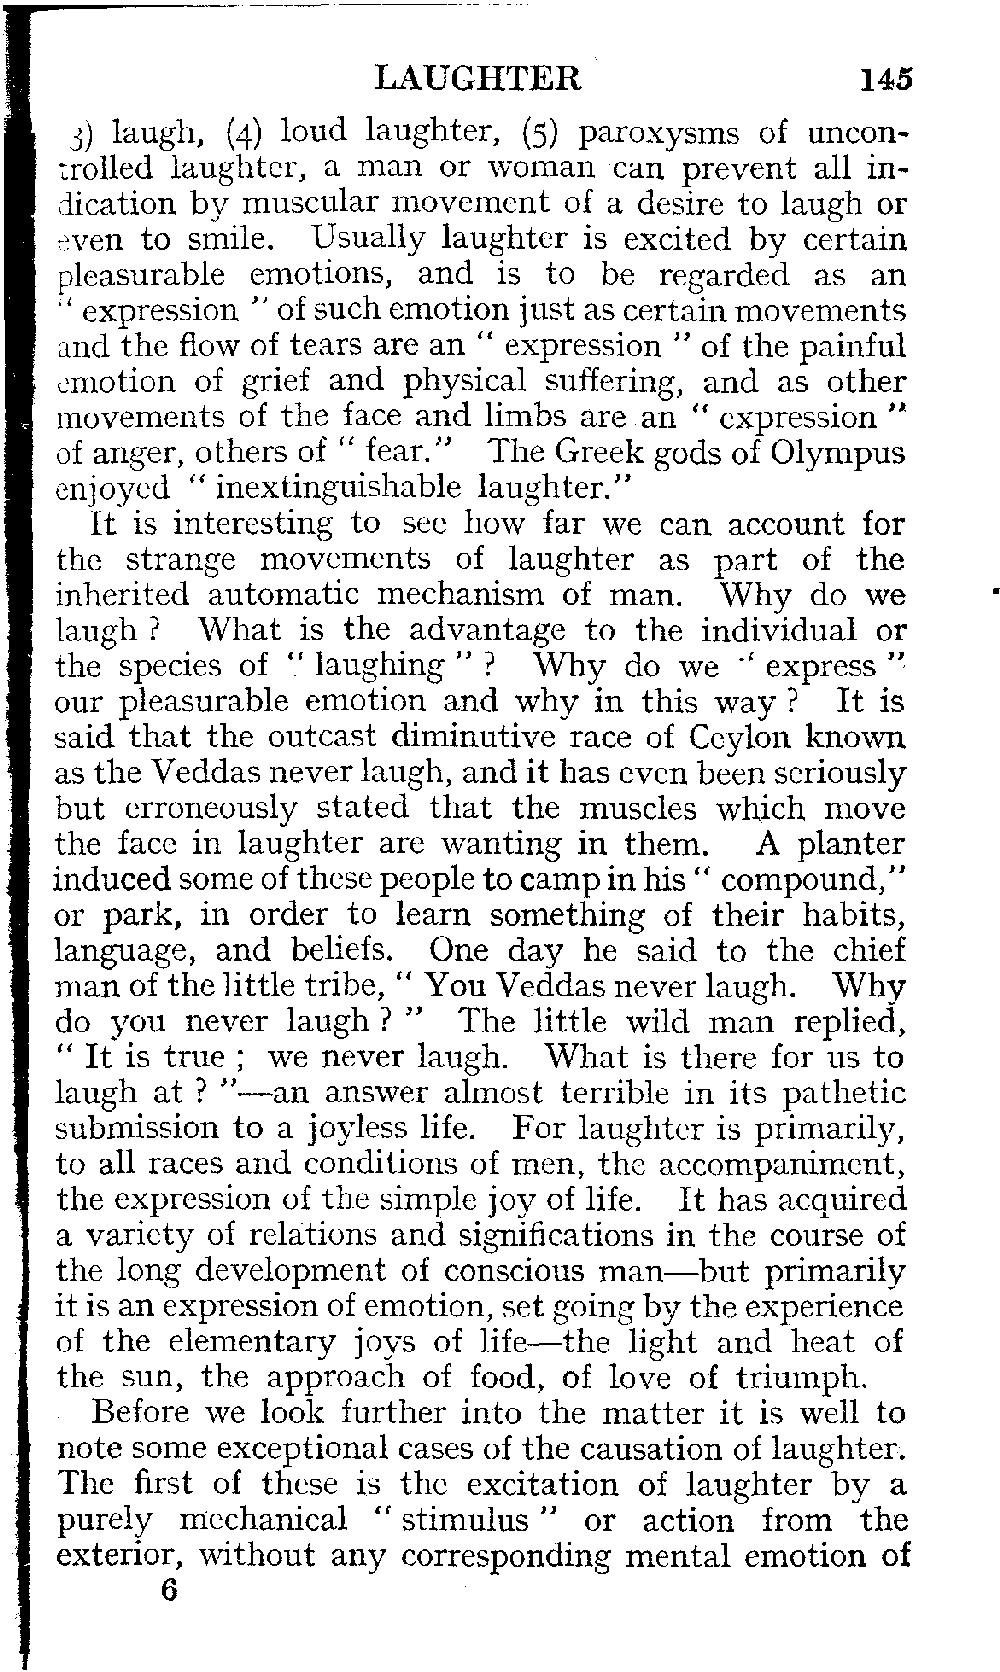 LAUGHTER 145
3) laugh, (4) loud laughter, (5) paroxysms of uncon-
trolled laughter, a man or woman can prevent all in-
dication by muscular movement of a desire to laugh or
even to smile. Usually laughter is excited by certain
pleasurable emotions, and is to be regarded as an
" expression " of such emotion just as certain movements
and the flow of tears are an " expression " of the painful
emotion of grief and physical suffering, and as other
movements of the face and limbs are an " expression "
of anger, others of " fear." The Greek gods of Olympus
enjoyed " inextinguishable laughter."
It is interesting to see how far we can account for
the strange movements of laughter as part of the
inherited automatic mechanism of man. Why do we
laugh ? What is the advantage to the individual or
the species of " laughing " ? Why do we " express "
our pleasurable emotion and why in this way ? It is
said that the outcast diminutive race of Ceylon known
as the Veddas never laugh, and it has even been seriously
but erroneously stated that the muscles which move
the face in laughter are wanting in them. A planter
induced some of these people to camp in his " compound,"
or park, in order to learn something of their habits,
language, and beliefs. One day he said to the chief
man of the little tribe, " You Veddas never laugh. Why
do you never laugh ? " The little wild man replied,
" It is true ; we never laugh. What is there for us to
laugh at ? "—an answer almost terrible in its pathetic
submission to a joyless life. For laughter is primarily,
to all races and conditions of men, the accompaniment,
the expression of the simple joy of life. It has acquired
a variety of relations and significations in the course of
the long development of conscious man—but primarily
it is an expression of emotion, set going by the experience
of the elementary joys of life—the light and heat of
the sun, the approach of food, of love of triumph.
Before we look further into the matter it is well to
note some exceptional cases of the causation of laughter.
The first of these is the excitation of laughter by a
purely mechanical " stimulus " or action from the
exterior, without any corresponding mental emotion of
6